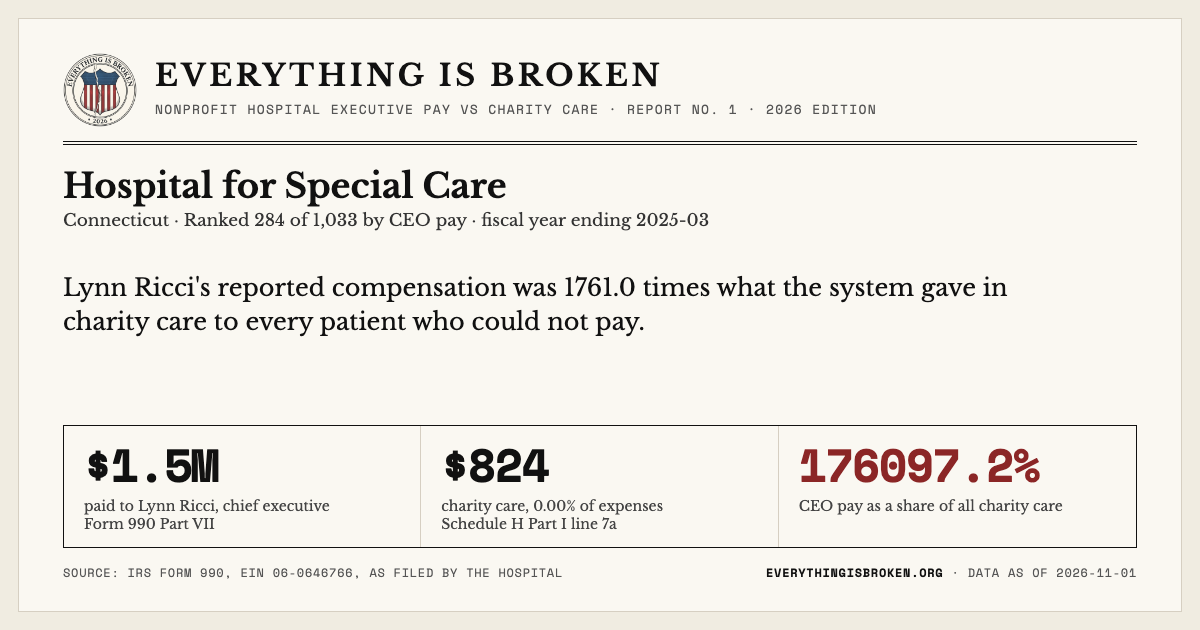 EVERYTHING IS BROKEN
2026
EVERYTHING IS BROKEN
NONPROFIT HOSPITAL EXECUTIVE PAY VS CHARITY CARE · REPORT NO. 1 · 2026 EDITION
Hospital for Special Care
Connecticut · Ranked 284 of 1,033 by CEO pay · fiscal year ending 2025-03
Lynn Ricci's reported compensation was 1761.0 times what the system gave in
charity care to every patient who could not pay.
$1.5M
paid to Lynn Ricci, chief executive
Form 990 Part VII
$824
charity care, 0.00% of expenses
Schedule H Part I line 7a
176097.2%
CEO pay as a share of all charity care
SOURCE: IRS FORM 990, EIN 06-0646766, AS FILED BY THE HOSPITAL
EVERYTHINGISBROKEN.ORG · DATA AS OF 2026-11-01